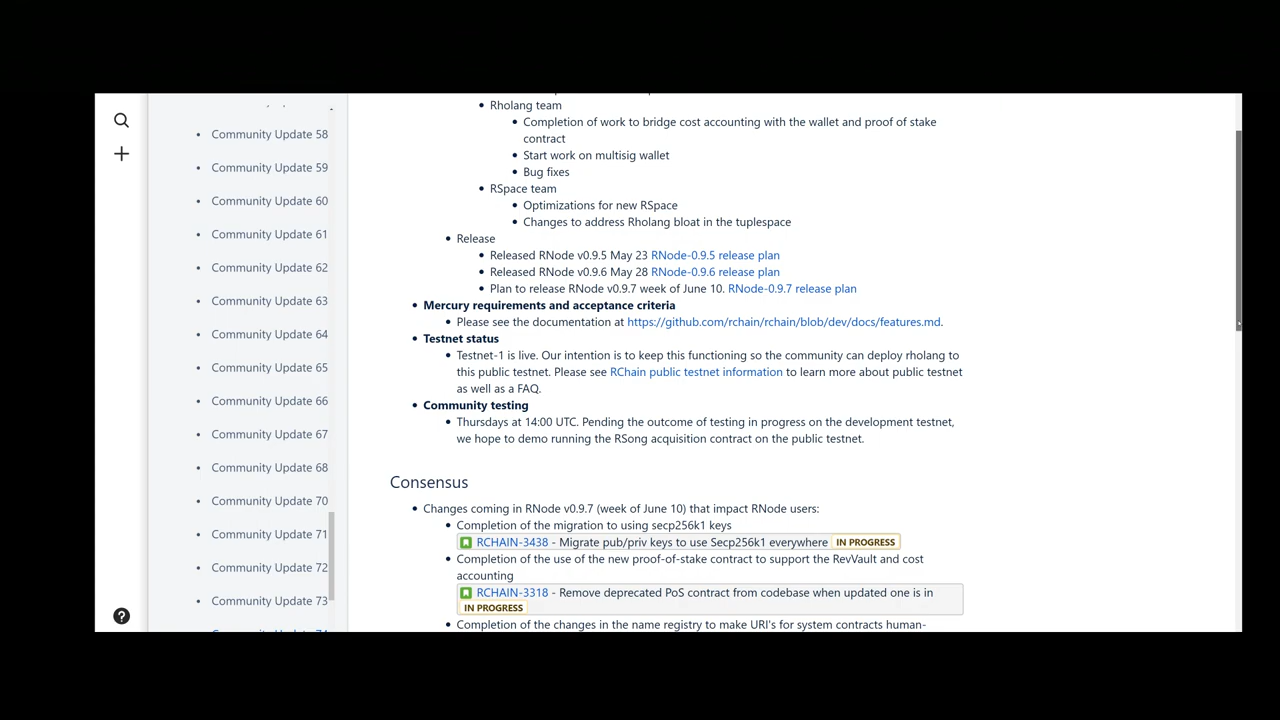 Community Update 58
Community Update 59
Community Update 60
Community Update 61
Community Update 62
Community Update 63
Community Update 64
Community Update 65
Community Update 66
Community Update 67
Community Update 68
Community Update 70
Community Update 71
Community Update 72
Community Update 73
Rholang team
Completion of work to bridge cost accounting with the wallet and proof of stake
contract
Start work on multisig wallet
Bug fixes
RSpace team
Optimizations for new RSpace
Changes to address Rholang bloat in the tuplespace
Release
Released RNode v0.9.5 May 23 RNode-0.9.5 release plan
Released RNode v0.9.6 May 28 RNode-0.9.6 release plan
Plan to release RNode v0.9.7 week of June 10. RNode-0.9.7 release plan
Mercury requirements and acceptance criteria
Please see the documentation at https://github.com/rchain/rchain/blob/dev/docs/features.md.
Testnet status
Testnet-1 is live. Our intention is to keep this functioning so the community can deploy rholang to
this public testnet. Please see RChain public testnet information to learn more about public testnet
as well as a FAQ.
Community testing
Thursdays at 14:00 UTC. Pending the outcome of testing in progress on the development testnet,
we hope to demo running the RSong acquisition contract on the public testnet.
Consensus
Changes coming in RNode v0.9.7 (week of June 10) that impact RNode users:
Completion of the migration to using secp256k1 keys
RCHAIN-3438 - Migrate pub/priv keys to use Secp256k1 everywhere IN PROGRESS
Completion of the use of the new proof-of-stake contract to support the RevVault and cost
accounting
RCHAIN-3318 - Remove deprecated PoS contract from codebase when updated one is in
IN PROGRESS
Completion of the changes in the name registry to make URI's for system contracts human-